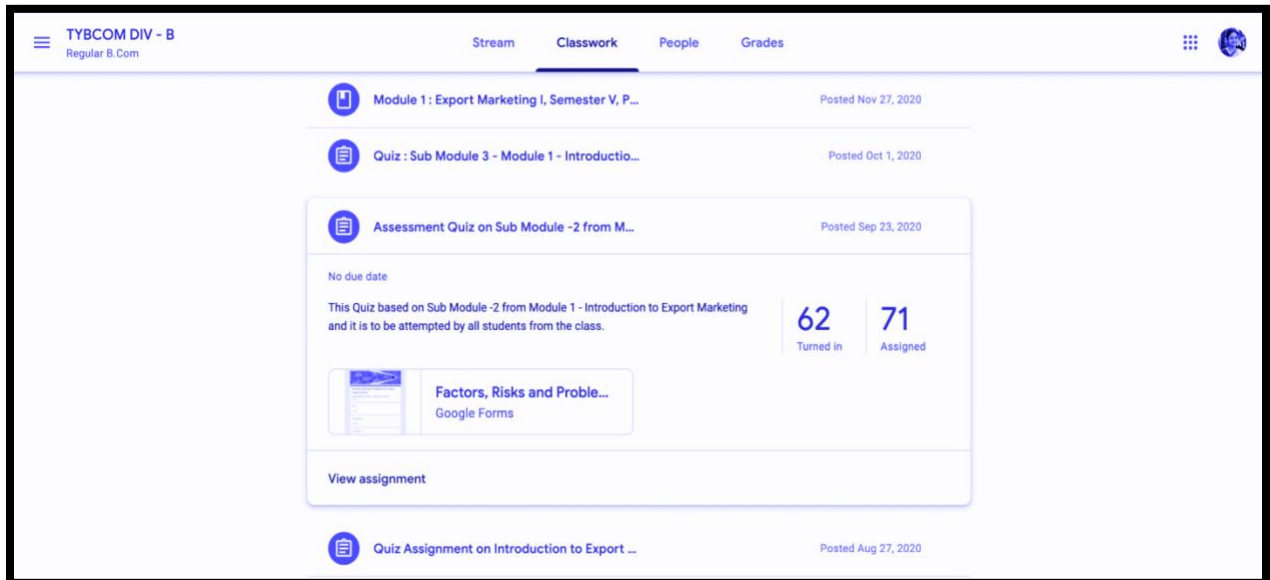 TYBCOM DIV - B
Regular B.Com
Stream Classwork People Grades
Module 1 : Export Marketing I, Semester V, P... Posted Nov 27, 2020
Quiz : Sub Module 3 - Module 1 - Introductio... Posted Oct 1, 2020
Assessment Quiz on Sub Module -2 from M... Posted Sep 23, 2020
No due date
This Quiz based on Sub Module -2 from Module 1 - Introduction to Export Marketing
and it is to be attempted by all students from the class.
62 71
Turned in Assigned
Factors, Risks and Proble...
Google Forms
View assignment
Quiz Assignment on Introduction to Export ... Posted Aug 27, 2020